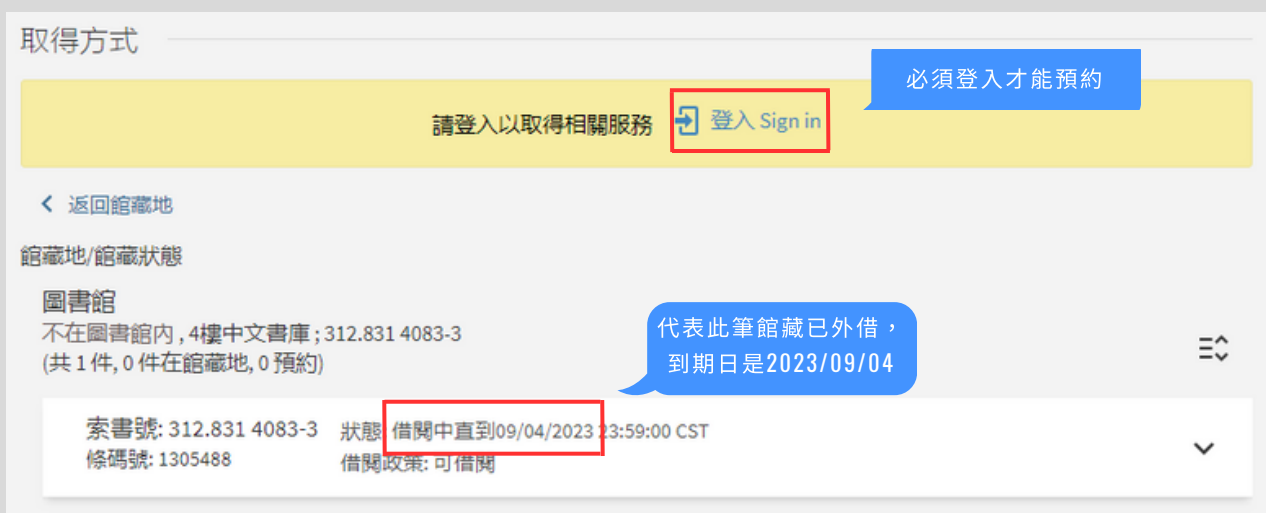 取得方式
必須登入才能預約
請登入以取得相關服務 登入 Sign in
返回館藏地
館藏地/館藏狀態
圖書館
不在圖書館內 , 4樓中文書庫 ; 312.831 4083-3
(共 1 件, 0 件在館藏地, 0 預約)
代表此筆館藏已外借，
到期日是2023/09/04
索書號: 312.831 4083-3 狀態: 借閱中直到09/04/2023 23:59:00 CST
條碼號: 1305488 借閱政策: 可借閱